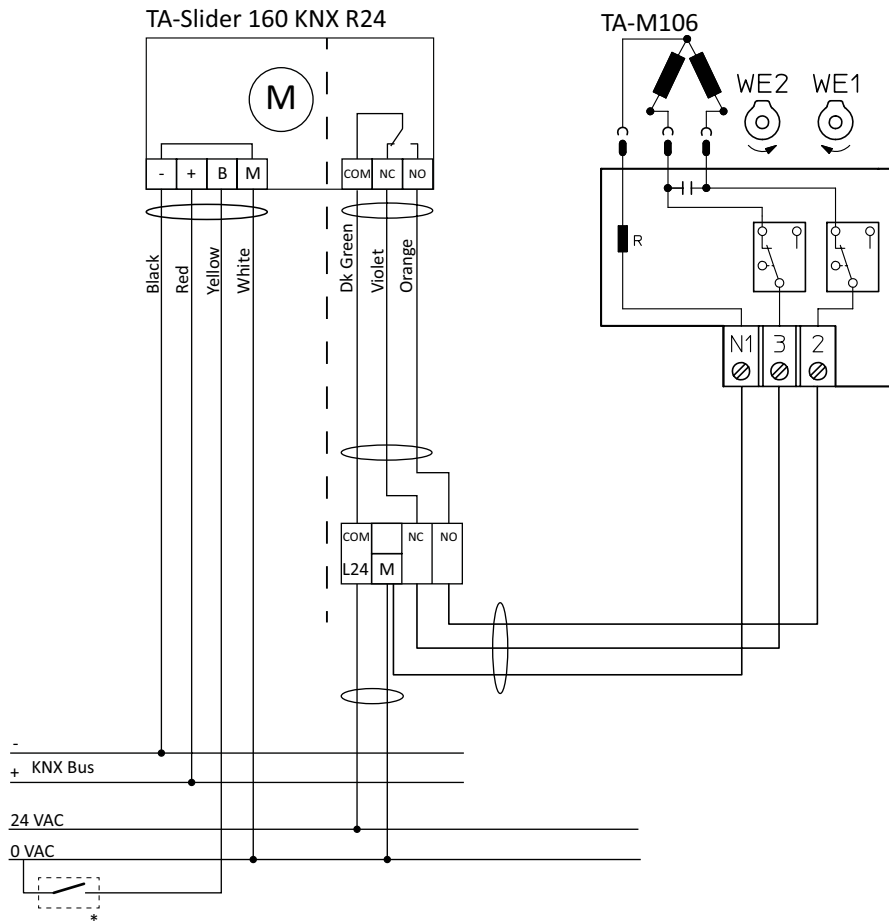 TA-Slider 160 KNX R24
TA-M106
M
WE2 WE1
- + B M
COM NC NO
R
Black
Red
Yellow
White
Dk Green
Violet
Orange
N1 3 2
COM NC NO
L24 M
-
+ KNX Bus
24 VAC
0 VAC
*